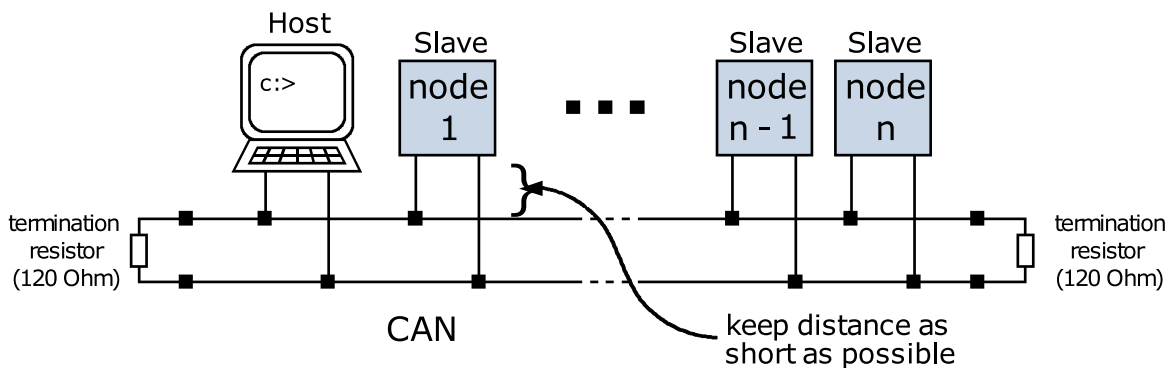 Host
c:>
Slave
node
1
Slave
node
n - 1
Slave
node
n
termination
resistor
(120 Ohm)
termination
resistor
(120 Ohm)
CAN
keep distance as
short as possible